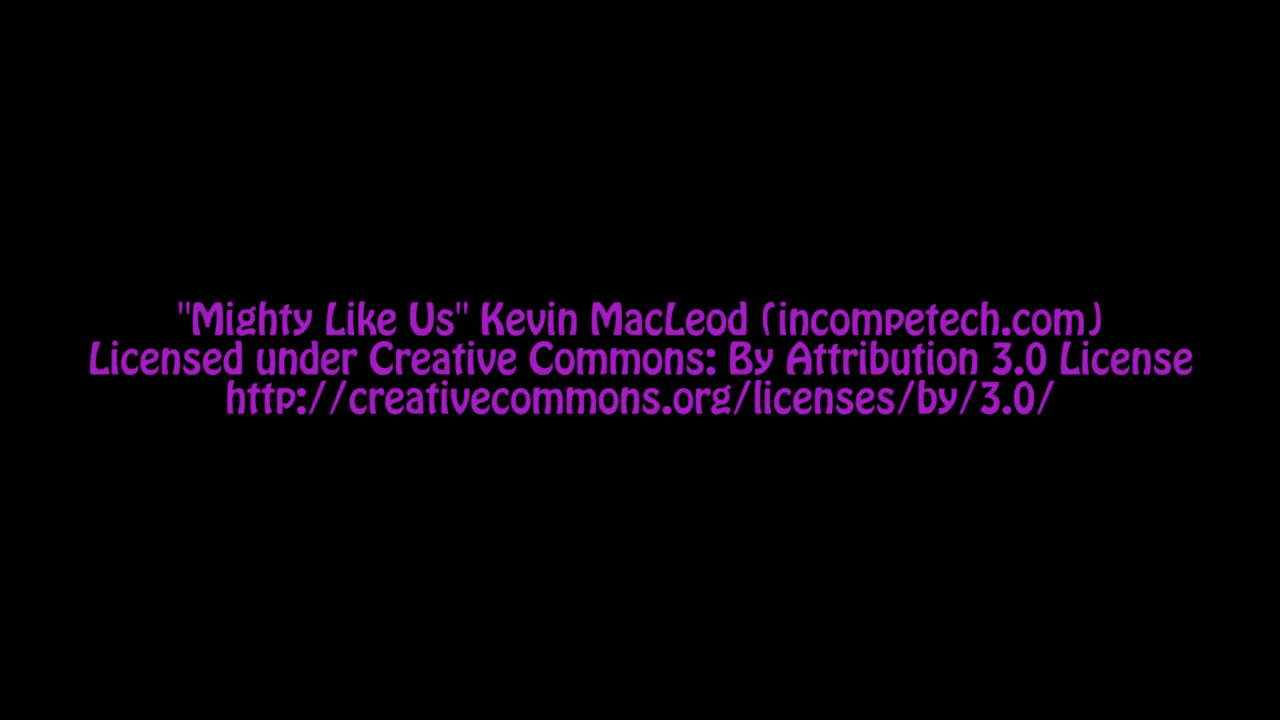 "Mighty Like Us" Kevin MacLeod (incompetech.com)
Licensed under Creative Commons: By Attribution 3.0 License
http://creativecommons.org/licenses/by/3.0/